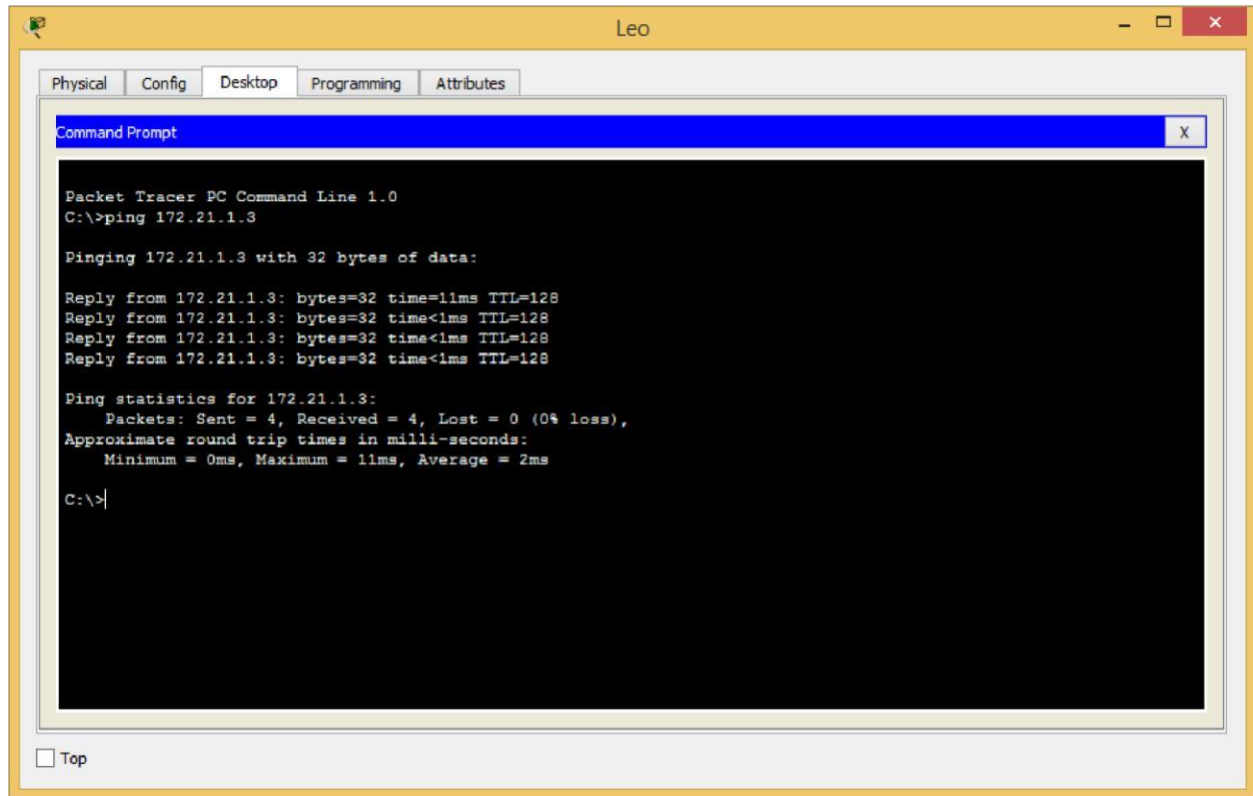 Leo
Physical Config Desktop Programming Attributes
Command Prompt X
Packet Tracer PC Command Line 1.0
C:\>ping 172.21.1.3
Pinging 172.21.1.3 with 32 bytes of data:
Reply from 172.21.1.3: bytes=32 time=11ms TTL=128
Reply from 172.21.1.3: bytes=32 time<1ms TTL=128
Reply from 172.21.1.3: bytes=32 time<1ms TTL=128
Reply from 172.21.1.3: bytes=32 time<1ms TTL=128
Ping statistics for 172.21.1.3:
Packets: Sent = 4, Received = 4, Lost = 0 (0% loss),
Approximate round trip times in milli-seconds:
Minimum = 0ms, Maximum = 11ms, Average = 2ms
C:\>
Top